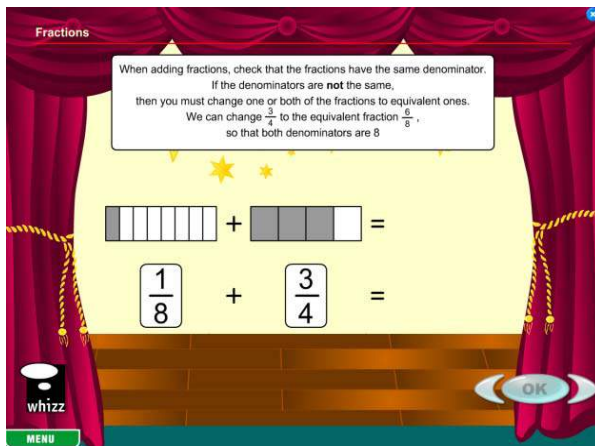 Fractions
When adding fractions, check that the fractions have the same denominator.
If the denominators are not the same,
then you must change one or both of the fractions to equivalent ones.
We can change 3/4 to the equivalent fraction 6/8 ,
so that both denominators are 8
+ =
1/8 + 3/4 =
whizz
OK
MENU